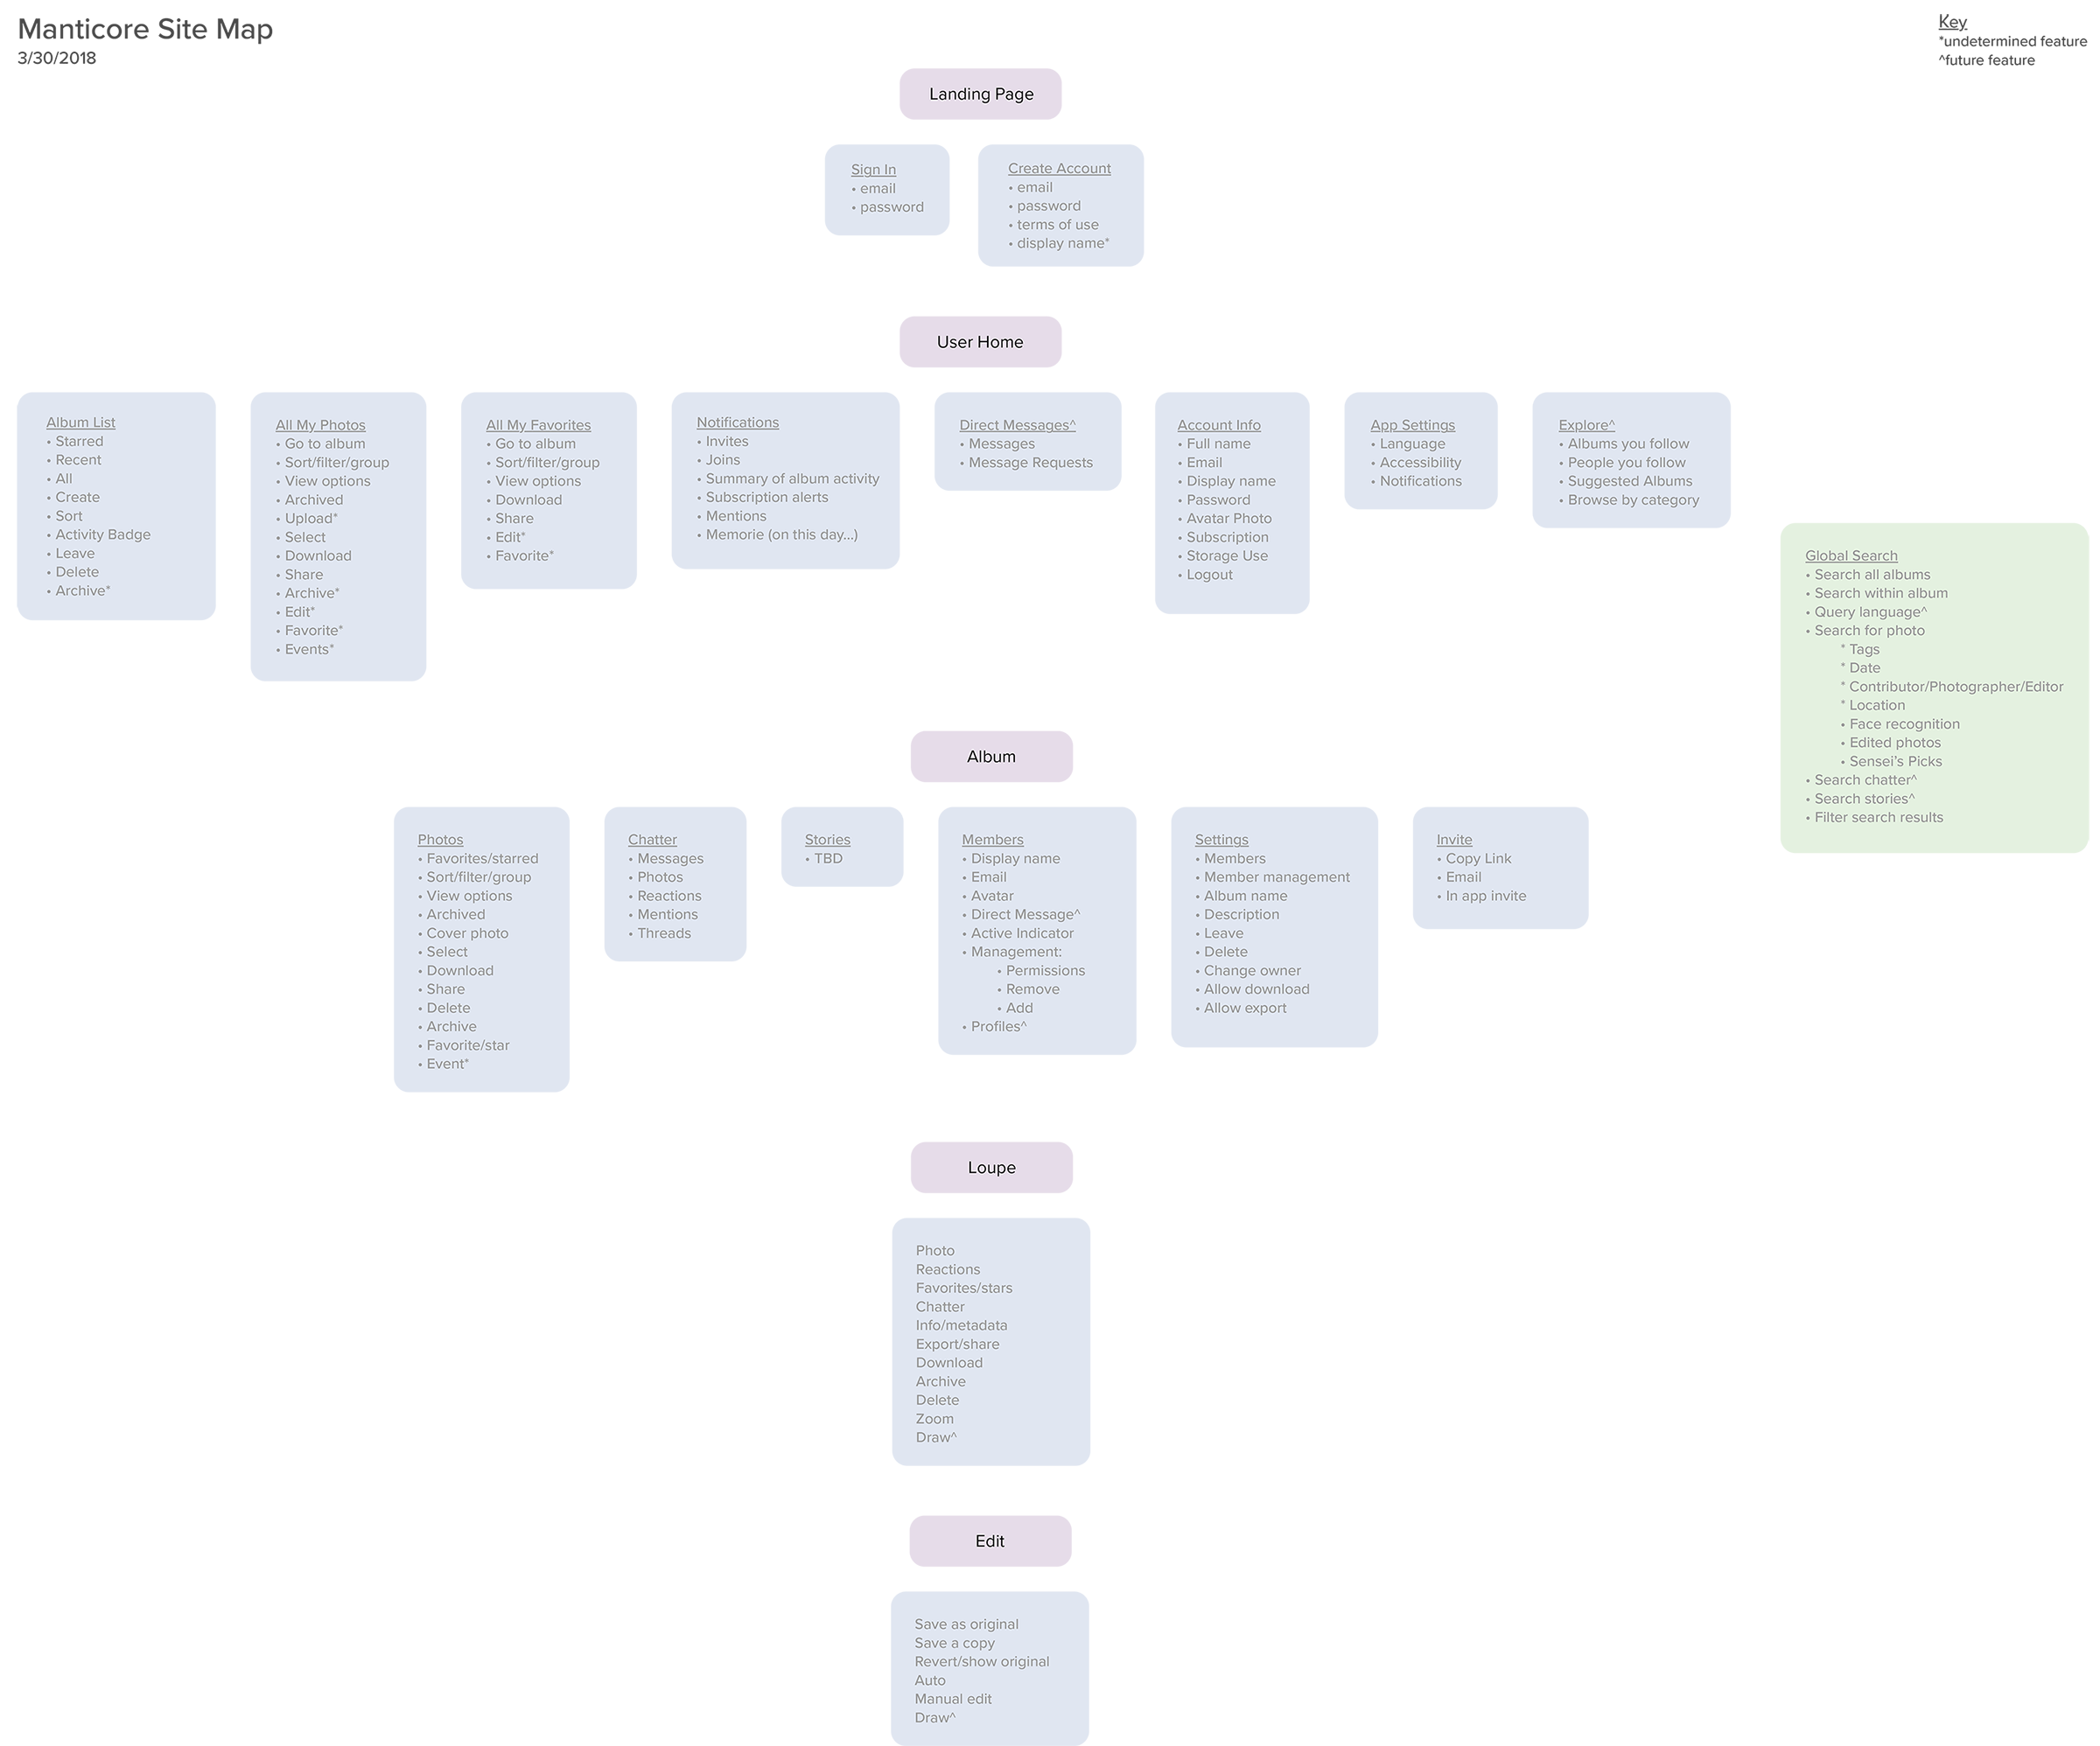 Manticore Site Map
3/30/2018
Key
*undetermined feature
^future feature
Landing Page
Sign In
• email
• password
Create Account
• email
• password
• terms of use
• display name*
User Home
Album List
• Starred
• Recent
• All
• Create
• Sort
• Activity Badge
• Leave
• Delete
• Archive*
All My Photos
• Go to album
• Sort/filter/group
• View options
• Archived
• Upload*
• Select
• Download
• Share
• Archive*
• Edit*
• Favorite*
• Events*
All My Favorites
• Go to album
• Sort/filter/group
• View options
• Download
• Share
• Edit*
• Favorite*
Notifications
• Invites
• Joins
• Summary of album activity
• Subscription alerts
• Mentions
• Memorie (on this day...)
Direct Messages^
• Messages
• Message Requests
Account Info
• Full name
• Email
• Display name
• Password
• Avatar Photo
• Subscription
• Storage Use
• Logout
App Settings
• Language
• Accessibility
• Notifications
Explore^
• Albums you follow
• People you follow
• Suggested Albums
• Browse by category
Global Search
• Search all albums
• Search within album
• Query language^
• Search for photo
* Tags
* Date
* Contributor/Photographer/Editor
* Location
• Face recognition
• Edited photos
• Sensei's Picks
• Search chatter^
• Search stories^
• Filter search results
Album
Photos
• Favorites/starred
• Sort/filter/group
• View options
• Archived
• Cover photo
• Select
• Download
• Share
• Delete
• Archive
• Favorite/star
• Event*
Chatter
• Messages
• Photos
• Reactions
• Mentions
• Threads
Stories
• TBD
Members
• Display name
• Email
• Avatar
• Direct Message^
• Active Indicator
• Management:
• Permissions
• Remove
• Add
• Profiles^
Settings
• Members
• Member management
• Album name
• Description
• Leave
• Delete
• Change owner
• Allow download
• Allow export
Invite
• Copy Link
• Email
• In app invite
Loupe
Photo
Reactions
Favorites/stars
Chatter
Info/metadata
Export/share
Download
Archive
Delete
Zoom
Draw^
Edit
Save as original
Save a copy
Revert/show original
Auto
Manual edit
Draw^